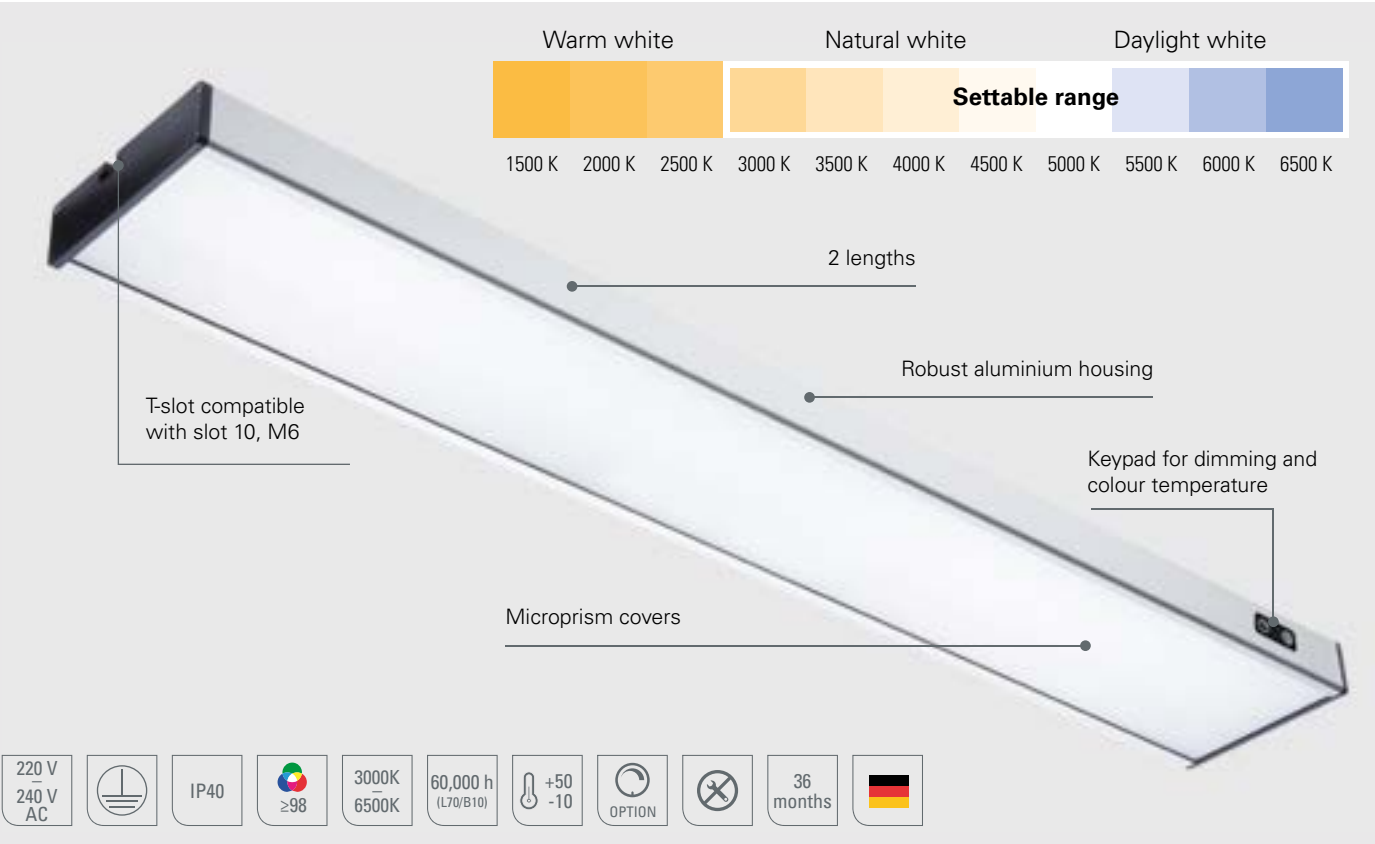 Warm white
Natural white
Daylight white
Settable range
1500 K 2000 K 2500 K 3000 K 3500 K 4000 K 4500 K 5000 K 5500 K 6000 K 6500 K
2 lengths
Robust aluminium housing
T-slot compatible
with slot 10, M6
Keypad for dimming and
colour temperature
Microprism covers
220 V
–
240 V
AC
IP40
≥98
3000K
–
6500K
60,000 h
(L70/B10)
+50
-10
OPTION
36
months